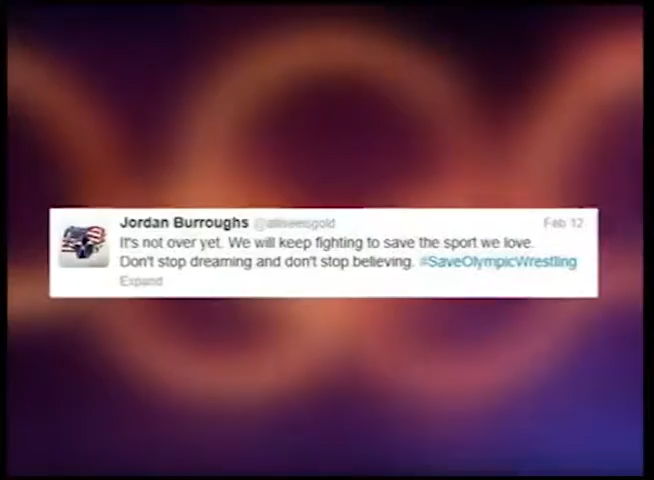 Jordan Burroughs @alliseeisgold Feb 12
It's not over yet. We will keep fighting to save the sport we love.
Don't stop dreaming and don't stop believing. #SaveOlympicWrestling
Expand